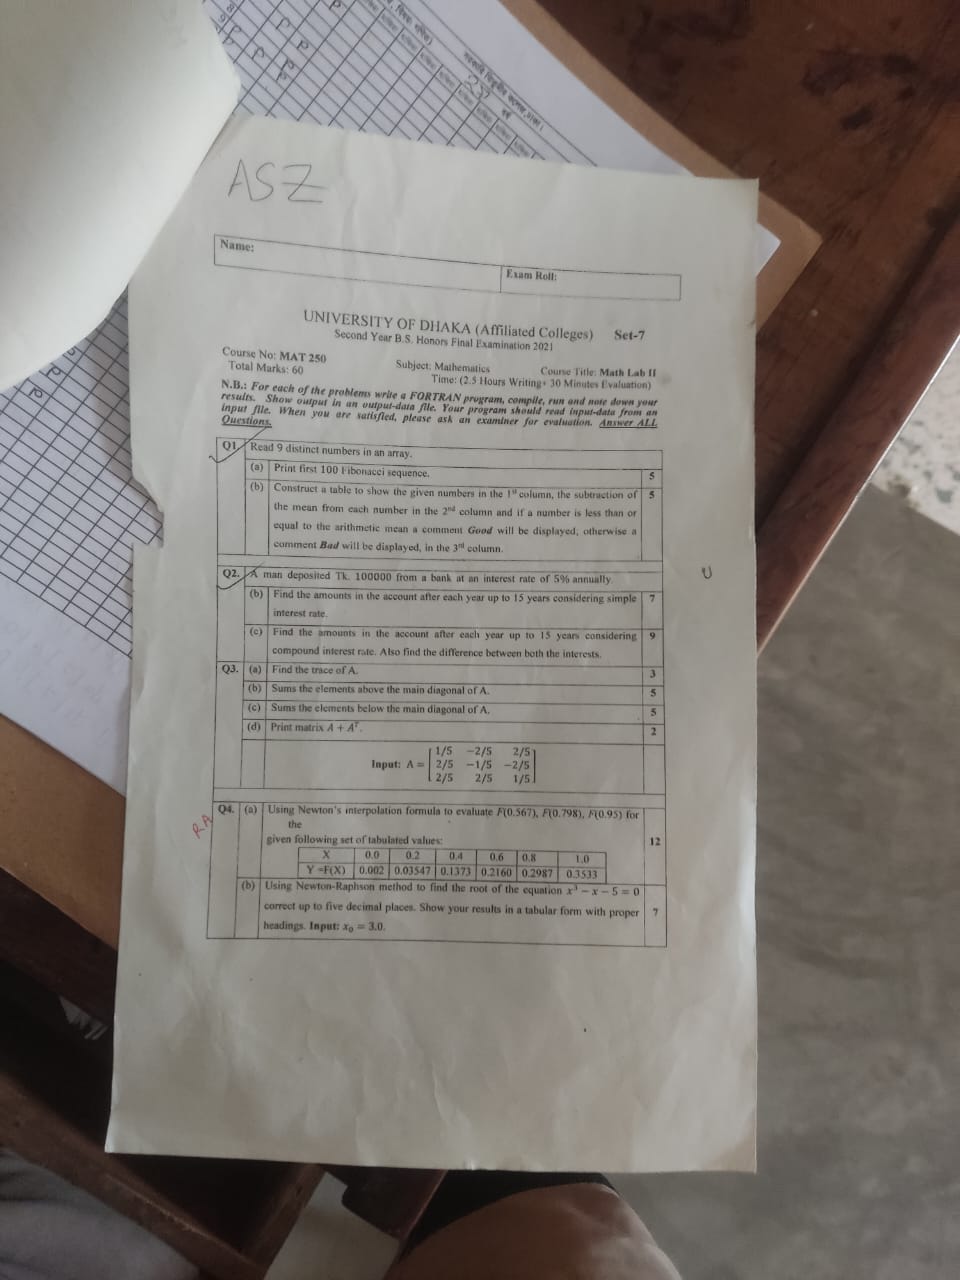 সরকারি তিতুমীর কলেজ, ঢাকা।
ASZ
Name:
Exam Roll:
UNIVERSITY OF DHAKA (Affiliated Colleges) Set-7
Second Year B.S. Honors Final Examination 2021
Course No: MAT 250 Subject: Mathematics Course Title: Math Lab II
Total Marks: 60 Time: (2.5 Hours Writing+ 30 Minutes Evaluation)
N.B.: For each of the problems write a FORTRAN program, compile, run and note down your
results. Show output in an output-data file. Your program should read input-data from an
input file. When you are satisfied, please ask an examiner for evaluation. Answer ALL
Questions.
Q1. Read 9 distinct numbers in an array.
(a) Print first 100 Fibonacci sequence. 5
(b) Construct a table to show the given numbers in the 1st column, the subtraction of 5
the mean from each number in the 2nd column and if a number is less than or
equal to the arithmetic mean a comment Good will be displayed; otherwise a
comment Bad will be displayed, in the 3rd column.
Q2. A man deposited Tk. 100000 from a bank at an interest rate of 5% annually.
(b) Find the amounts in the account after each year up to 15 years considering simple 7
interest rate.
(c) Find the amounts in the account after each year up to 15 years considering 9
compound interest rate. Also find the difference between both the interests.
Q3. (a) Find the trace of A. 3
(b) Sums the elements above the main diagonal of A. 5
(c) Sums the elements below the main diagonal of A. 5
(d) Print matrix A + Aᵀ. 2
1/5 −2/5 2/5
Input: A = 2/5 −1/5 −2/5
2/5 2/5 1/5
RA
Q4. (a) Using Newton's interpolation formula to evaluate F(0.567), F(0.798), F(0.95) for
the
given following set of tabulated values: 12
X 0.0 0.2 0.4 0.6 0.8 1.0
Y =F(X) 0.002 0.03547 0.1373 0.2160 0.2987 0.3533
(b) Using Newton-Raphson method to find the root of the equation x³ − x − 5 = 0
correct up to five decimal places. Show your results in a tabular form with proper 7
headings. Input: x₀ = 3.0.